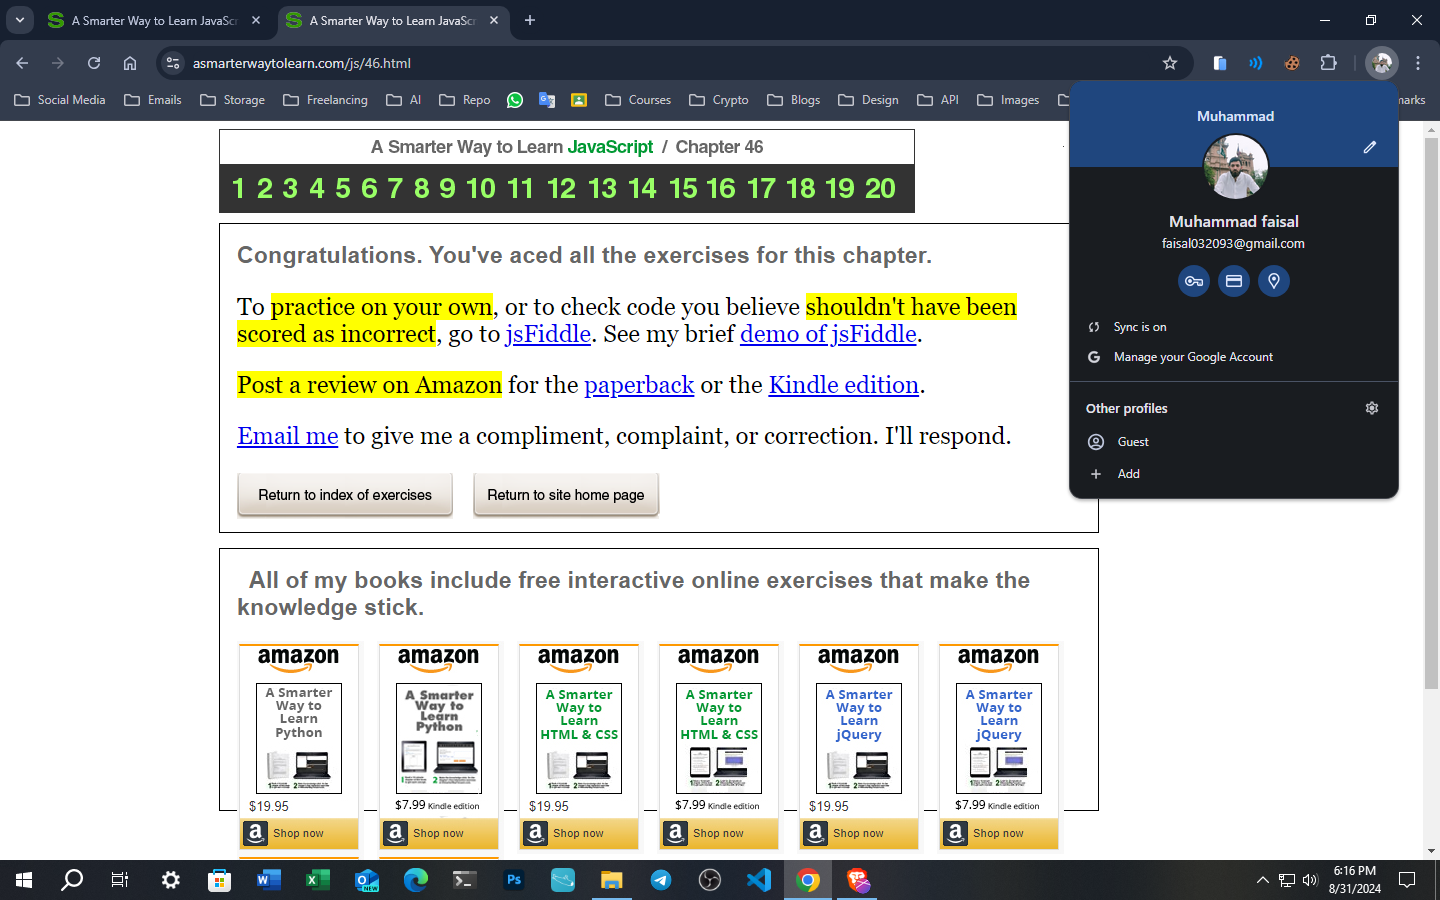 A Smarter Way to Learn JavaScr
A Smarter Way to Learn JavaSc
asmarterwaytolearn.com/js/46.html
Social Media
Emails
Storage
Freelancing
AI
Repo
Courses
Crypto
Blogs
Design
API
Images
marks
A Smarter Way to Learn JavaScript / Chapter 46
1 2 3 4 5 6 7 8 9 10 11 12 13 14 15 16 17 18 19 20
Congratulations. You've aced all the exercises for this chapter.
To practice on your own, or to check code you believe shouldn't have been
scored as incorrect, go to jsFiddle. See my brief demo of jsFiddle.
Post a review on Amazon for the paperback or the Kindle edition.
Email me to give me a compliment, complaint, or correction. I'll respond.
Return to index of exercises
Return to site home page
Muhammad
Muhammad faisal
faisal032093@gmail.com
Sync is on
Manage your Google Account
Other profiles
Guest
Add
All of my books include free interactive online exercises that make the
knowledge stick.
amazon
A Smarter
Way to
Learn
Python
$19.95
Shop now
amazon
A Smarter
Way to
Learn
Python
$7.99 Kindle edition
Shop now
amazon
A Smarter
Way to
Learn
HTML & CSS
$19.95
Shop now
amazon
A Smarter
Way to
Learn
HTML & CSS
$7.99 Kindle edition
Shop now
amazon
A Smarter
Way to
Learn
jQuery
$19.95
Shop now
amazon
A Smarter
Way to
Learn
jQuery
$7.99 Kindle edition
Shop now
6:16 PM
8/31/2024